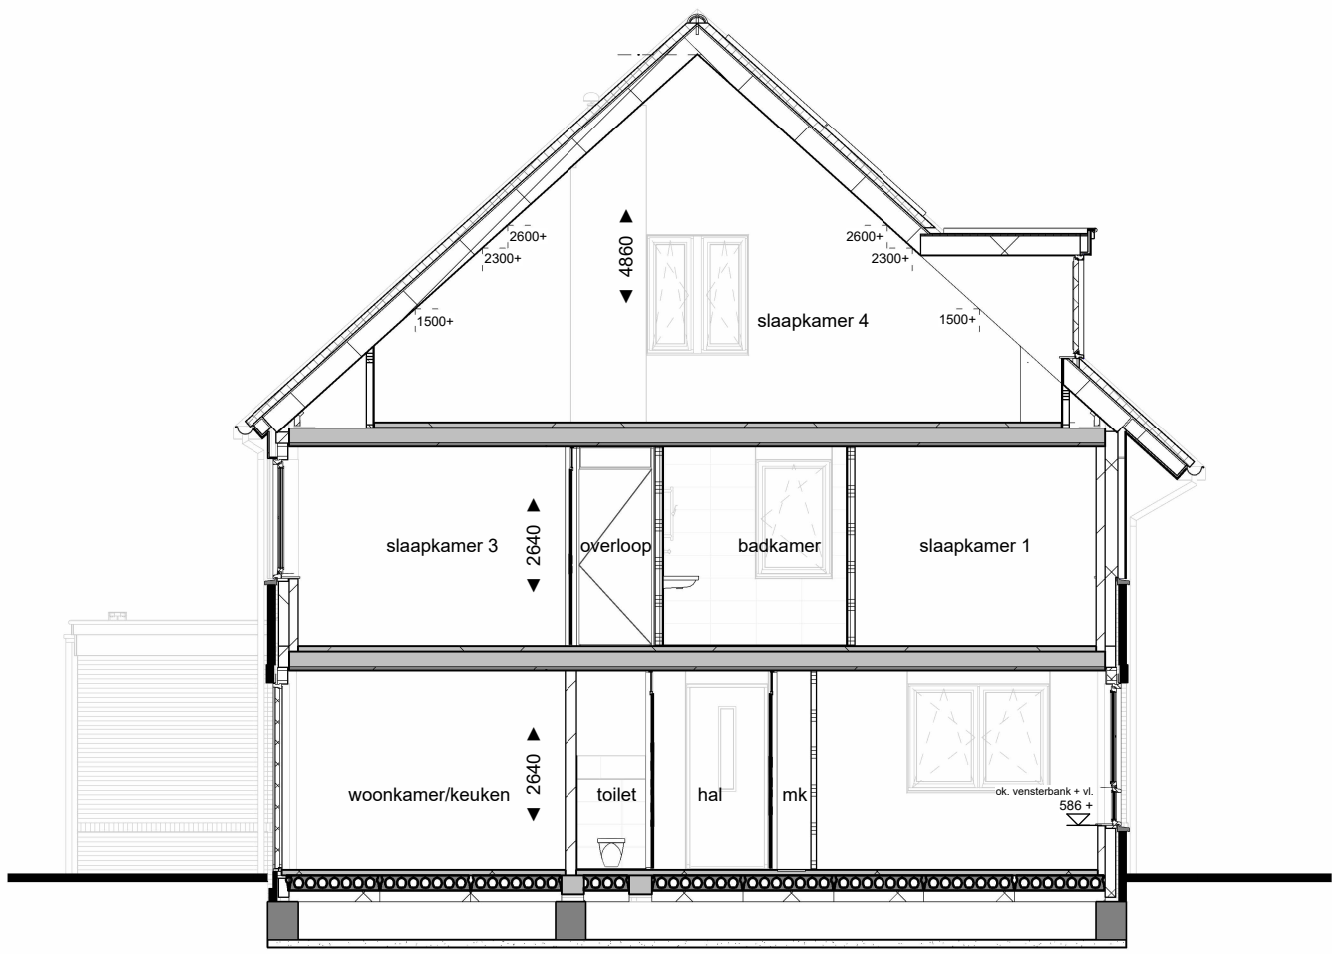 2600+
2300+
1500+
4860
2600+
2300+
slaapkamer 4
1500+
slaapkamer 3
2640
overloop
badkamer
slaapkamer 1
woonkamer/keuken
2640
toilet
hal
mk
ok. vensterbank + vl.
586 +